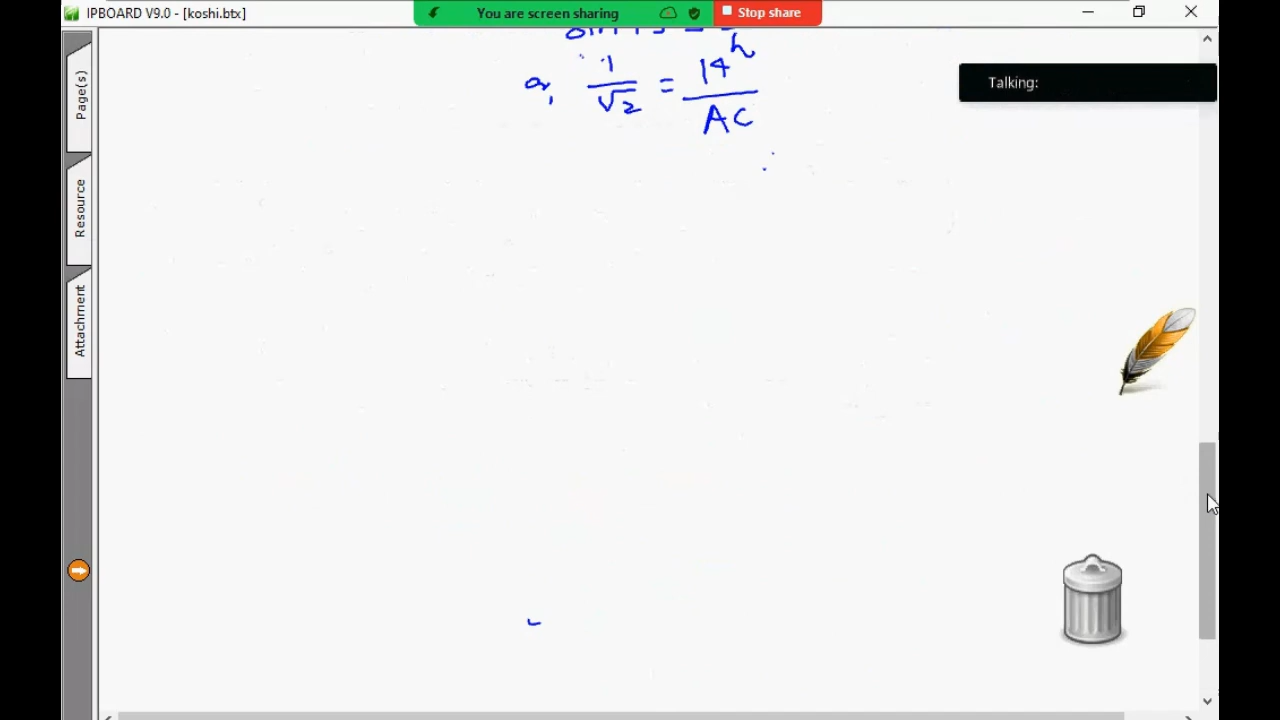 IPBOARD V9.0 - [koshi.btx]
You are screen sharing
Stop share
Talking:
Page(s)
Resource
Attachment
h
or, 1/√2 = 14/AC